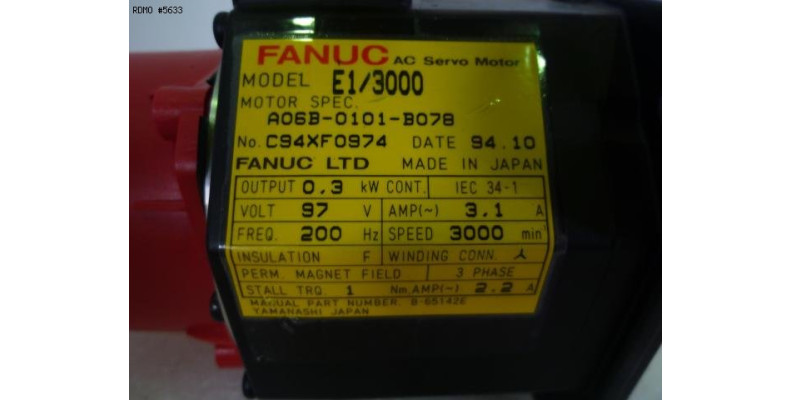 RDMO #5633
FANUC AC Servo Motor
MODEL E1/3000
MOTOR SPEC.
A06B-0101-B078
No. C94XF0974 DATE 94.10
FANUC LTD MADE IN JAPAN
OUTPUT 0.3 kW CONT. IEC 34-1
VOLT 97 V AMP(~) 3.1 A
FREQ. 200 Hz SPEED 3000 min⁻¹
INSULATION F WINDING CONN. 人
PERM. MAGNET FIELD 3 PHASE
STALL TRQ 1 Nm. AMP(~) 2.2 A
MANUAL PART NUMBER. B-65142E
YAMANASHI JAPAN